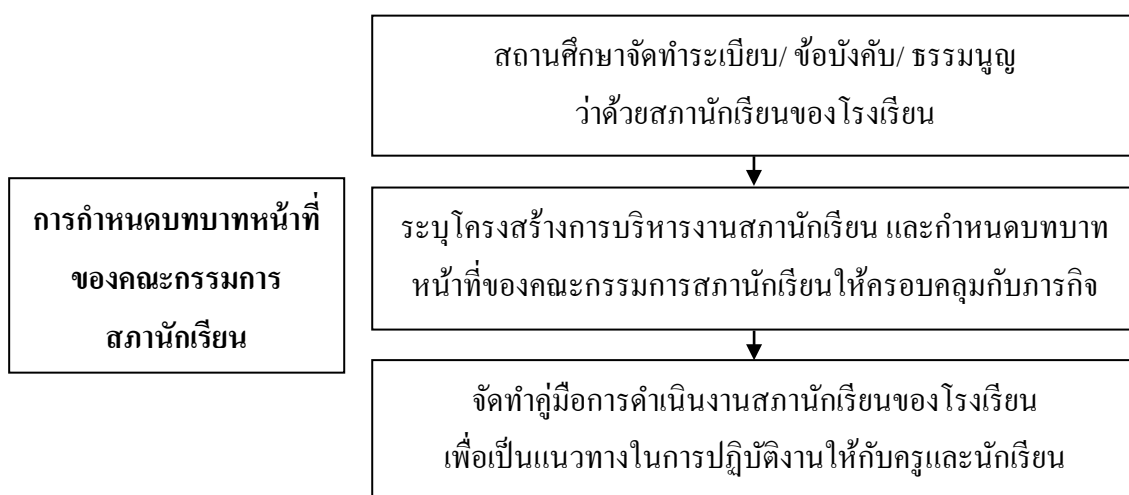 สถานศึกษาจัดทำระเบียบ/ ข้อบังคับ/ ธรรมนูญ
ว่าด้วยสภานักเรียนของโรงเรียน
การกำหนดบทบาทหน้าที่
ของคณะกรรมการ
สภานักเรียน
ระบุโครงสร้างการบริหารงานสภานักเรียน และกำหนดบทบาท
หน้าที่ของคณะกรรมการสภานักเรียนให้ครอบคลุมกับภารกิจ
จัดทำคู่มือการดำเนินงานสภานักเรียนของโรงเรียน
เพื่อเป็นแนวทางในการปฏิบัติงานให้กับครูและนักเรียน